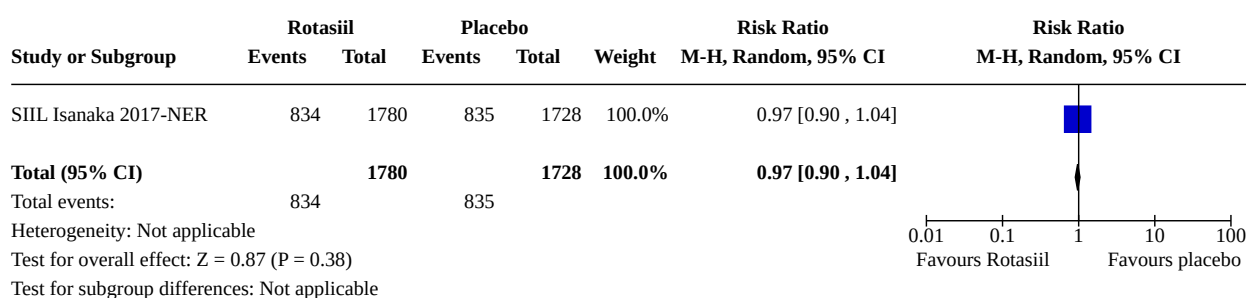 Rotasiil Placebo Risk Ratio Risk Ratio
Study or Subgroup Events Total Events Total Weight M-H, Random, 95% CI M-H, Random, 95% CI
SIIL Isanaka 2017-NER 834 1780 835 1728 100.0% 0.97 [0.90 , 1.04]
Total (95% CI) 1780 1728 100.0% 0.97 [0.90 , 1.04]
Total events: 834 835
Heterogeneity: Not applicable
0.01 0.1 1 10 100
Test for overall effect: Z = 0.87 (P = 0.38) Favours Rotasiil Favours placebo
Test for subgroup differences: Not applicable